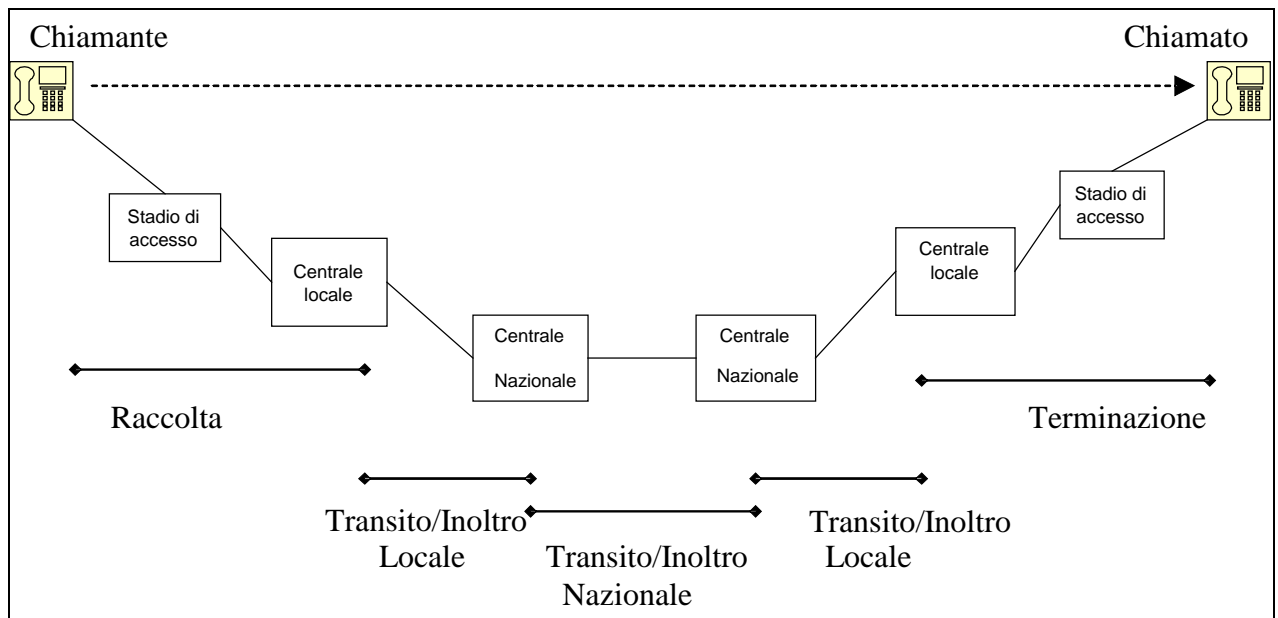 Chiamante
Chiamato
Stadio di
accesso
Centrale
locale
Centrale
Nazionale
Centrale
Nazionale
Centrale
locale
Stadio di
accesso
Raccolta
Terminazione
Transito/Inoltro
Locale
Transito/Inoltro
Nazionale
Transito/Inoltro
Locale